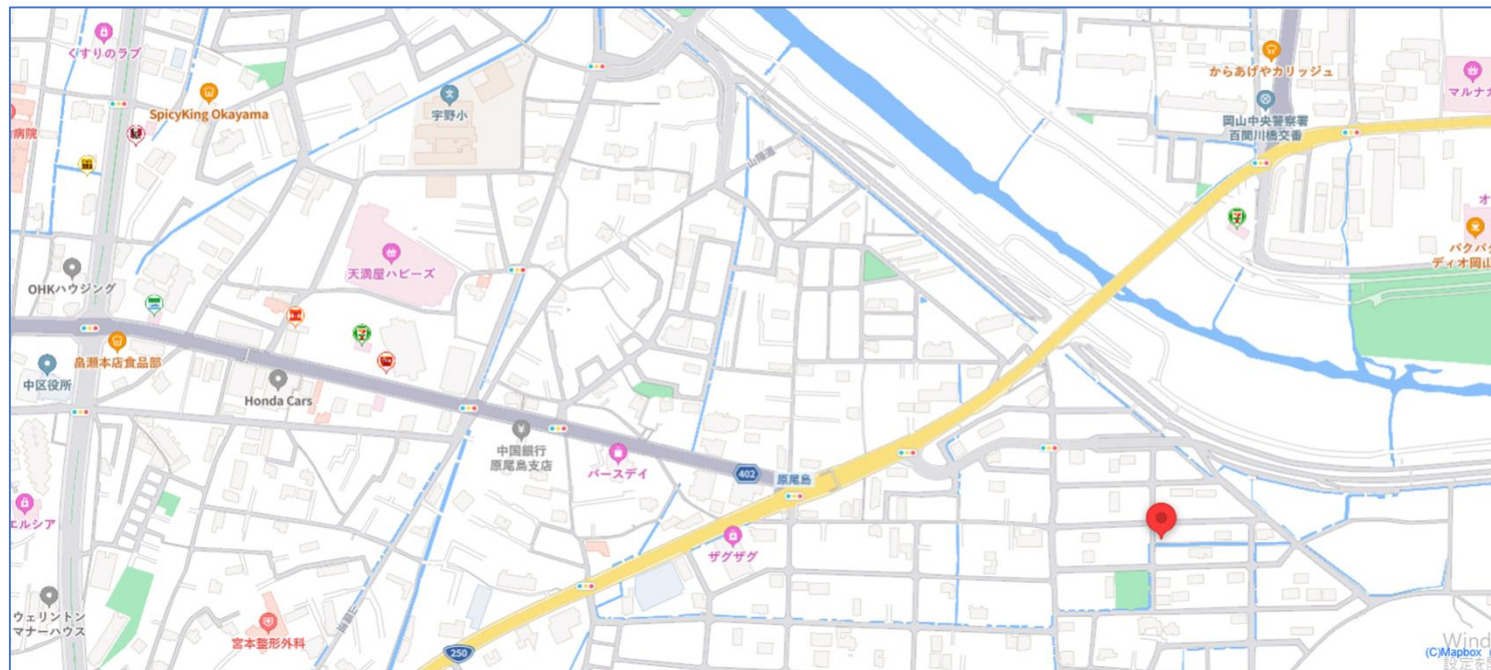 くすりのラブ
SpicyKing Okayama
病院
宇野小
からあげやカリッジュ
岡山中央警察署
百間川橋交番
マルナカ
山陽道
天満屋ハピーズ
OHKハウジング
パクパク
ディオ岡山
畠瀬本店食品部
中区役所
Honda Cars
中国銀行
原尾島支店
バースデイ
402
原尾島
エルシア
ザグザグ
ウェリントン
マナーハウス
宮本整形外科
250
(C)Mapbox